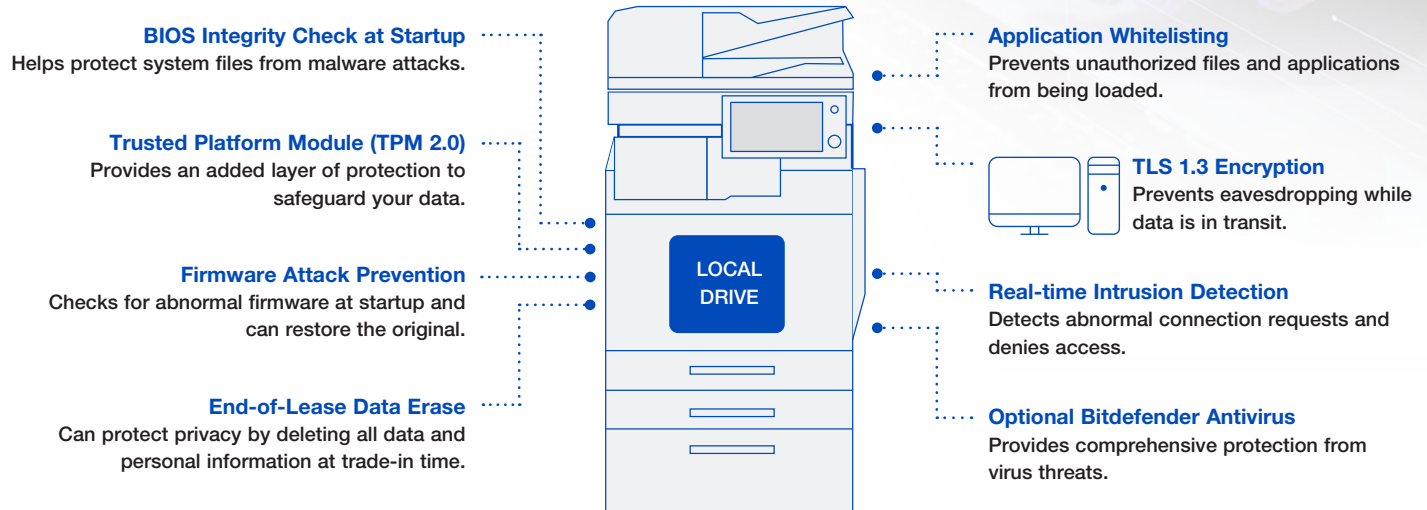 BIOS Integrity Check at Startup
Helps protect system files from malware attacks.
Trusted Platform Module (TPM 2.0)
Provides an added layer of protection to
safeguard your data.
Firmware Attack Prevention
Checks for abnormal firmware at startup and
can restore the original.
End-of-Lease Data Erase
Can protect privacy by deleting all data and
personal information at trade-in time.
LOCAL
DRIVE
Application Whitelisting
Prevents unauthorized files and applications
from being loaded.
TLS 1.3 Encryption
Prevents eavesdropping while
data is in transit.
Real-time Intrusion Detection
Detects abnormal connection requests and
denies access.
Optional Bitdefender Antivirus
Provides comprehensive protection from
virus threats.